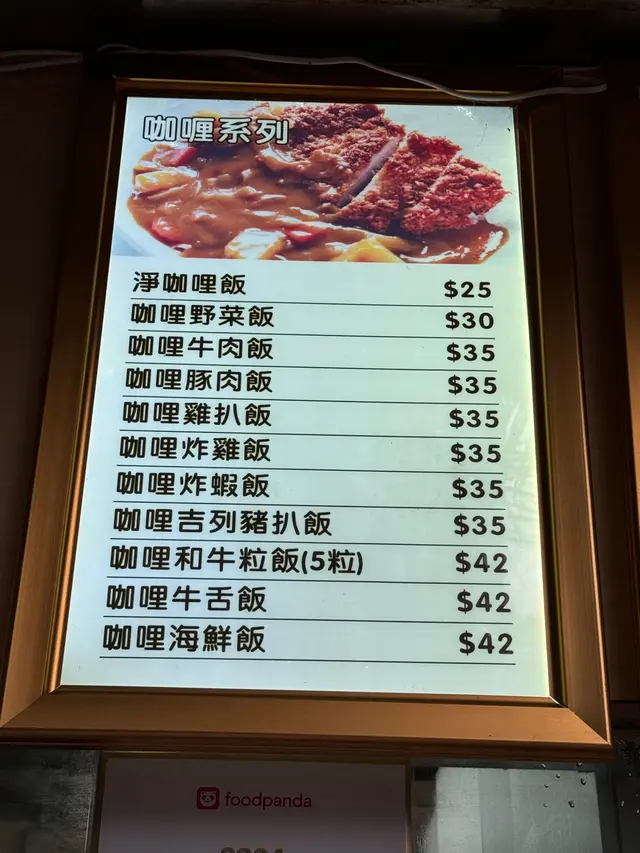 咖喱系列
淨咖哩飯 $25
咖哩野菜飯 $30
咖哩牛肉飯 $35
咖哩豚肉飯 $35
咖哩雞扒飯 $35
咖哩炸雞飯 $35
咖哩炸蝦飯 $35
咖哩吉列豬扒飯 $35
咖哩和牛粒飯(5粒) $42
咖哩牛舌飯 $42
咖哩海鮮飯 $42
foodpanda